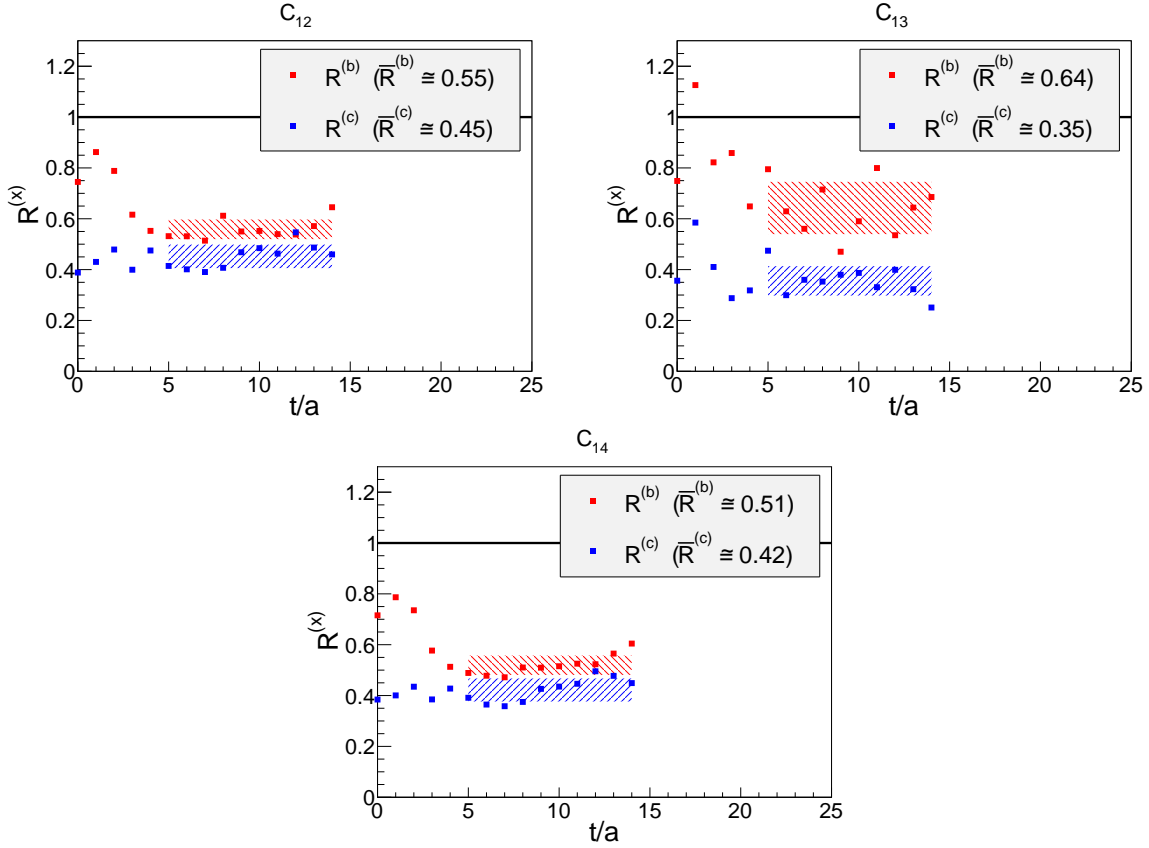 C₁₂
R⁽ᵇ⁾ (R̅⁽ᵇ⁾ ≅ 0.55)
R⁽ᶜ⁾ (R̅⁽ᶜ⁾ ≅ 0.45)
R⁽ˣ⁾
1.2
1
0.8
0.6
0.4
0.2
0
0 5 10 15 20 25
t/a
C₁₃
R⁽ᵇ⁾ (R̅⁽ᵇ⁾ ≅ 0.64)
R⁽ᶜ⁾ (R̅⁽ᶜ⁾ ≅ 0.35)
R⁽ˣ⁾
1.2
1
0.8
0.6
0.4
0.2
0
0 5 10 15 20 25
t/a
C₁₄
R⁽ᵇ⁾ (R̅⁽ᵇ⁾ ≅ 0.51)
R⁽ᶜ⁾ (R̅⁽ᶜ⁾ ≅ 0.42)
R⁽ˣ⁾
1.2
1
0.8
0.6
0.4
0.2
0
0 5 10 15 20 25
t/a